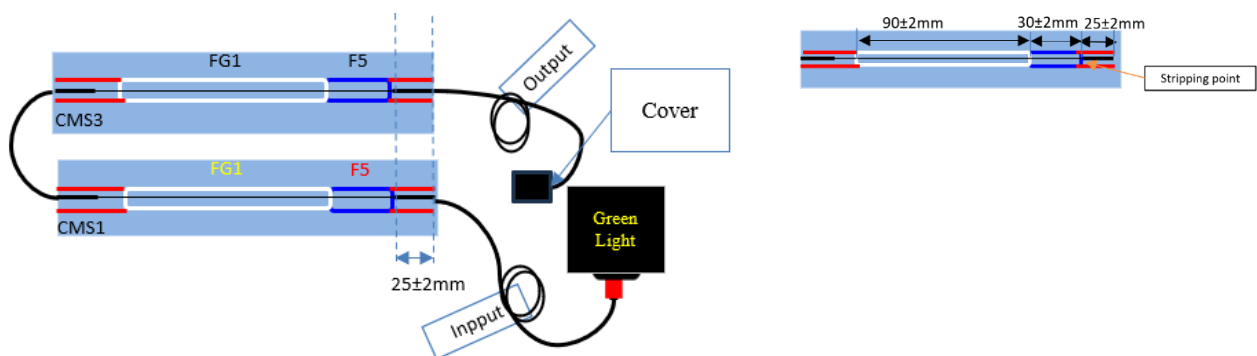 FG1 F5
CMS3
Output
Cover
FG1 F5
CMS1
Green
Light
25±2mm
Inpput
90±2mm 30±2mm 25±2mm
Stripping point